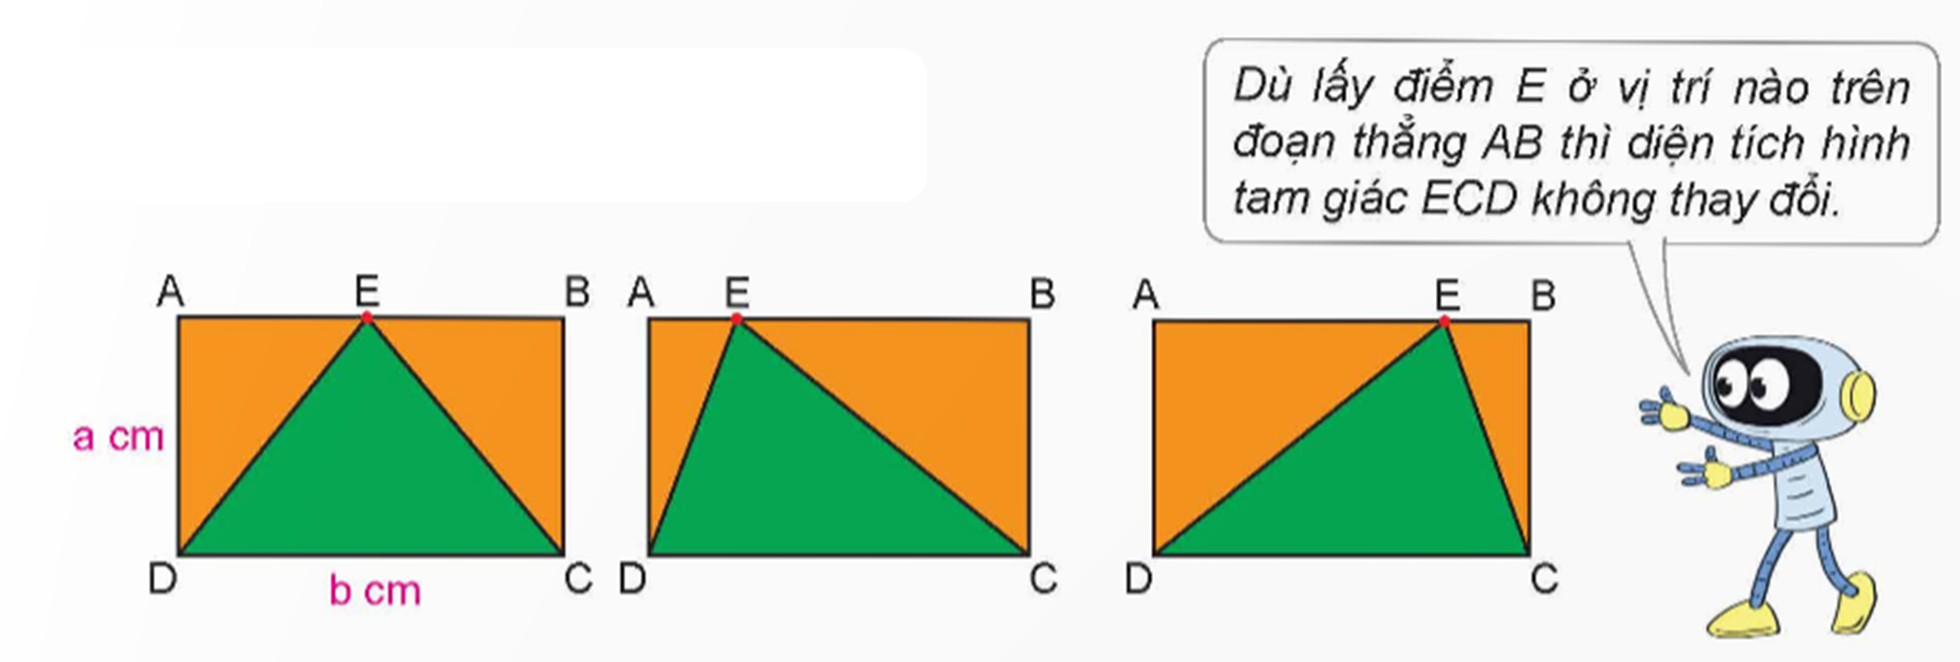 Dù lấy điểm E ở vị trí nào trên
đoạn thẳng AB thì diện tích hình
tam giác ECD không thay đổi.
A E B A E B A E B
a cm
D b cm C D C D C